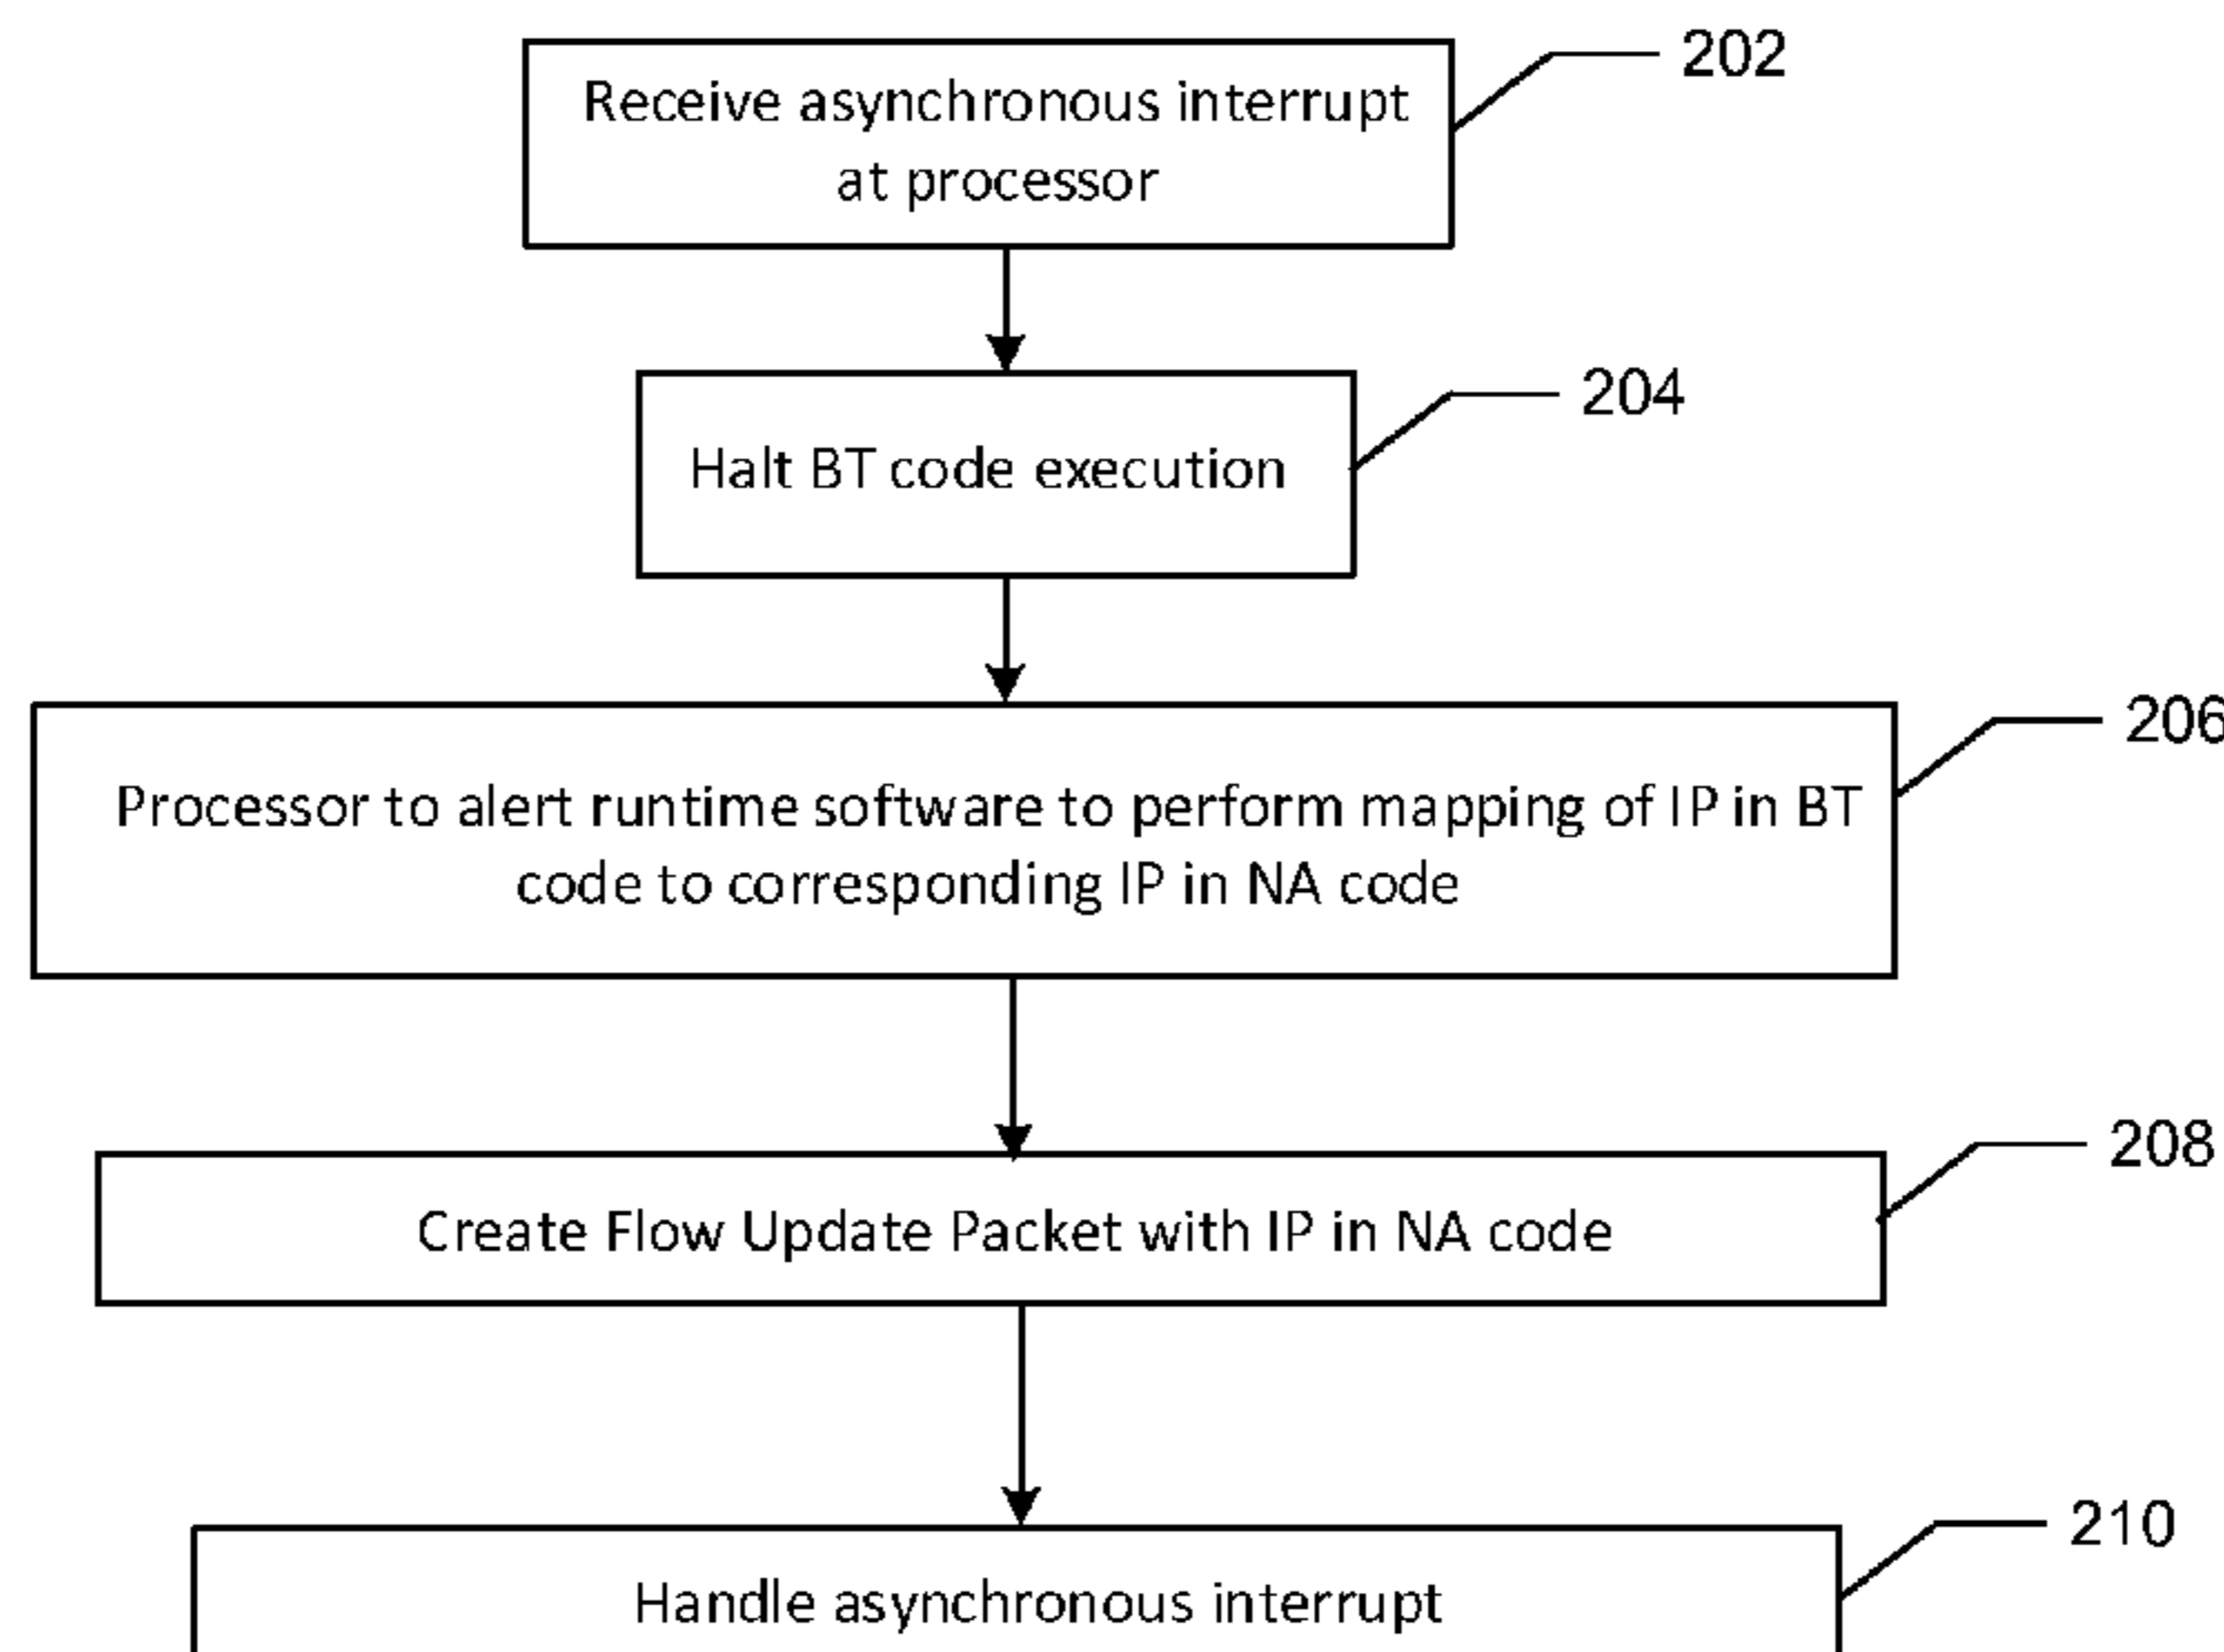 Receive asynchronous interrupt
at processor
202
Halt BT code execution
204
Processor to alert runtime software to perform mapping of IP in BT
code to corresponding IP in NA code
206
Create Flow Update Packet with IP in NA code
208
Handle asynchronous interrupt
210